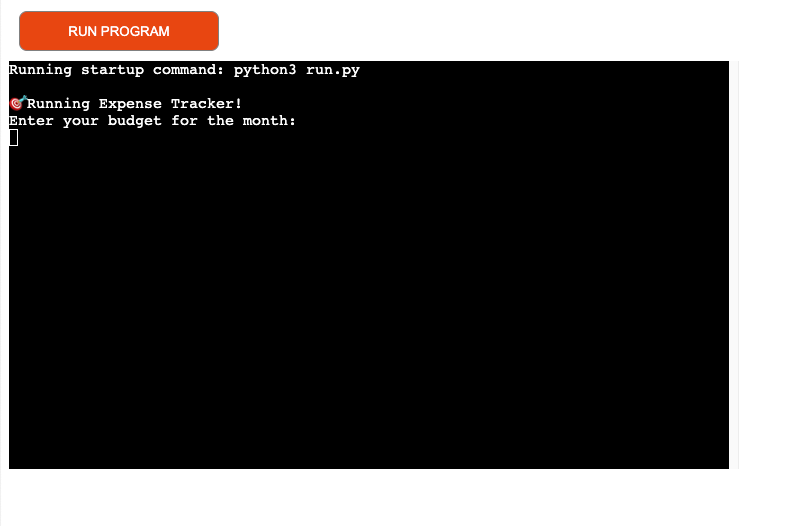 RUN PROGRAM
Running startup command: python3 run.py
🎯Running Expense Tracker!
Enter your budget for the month: